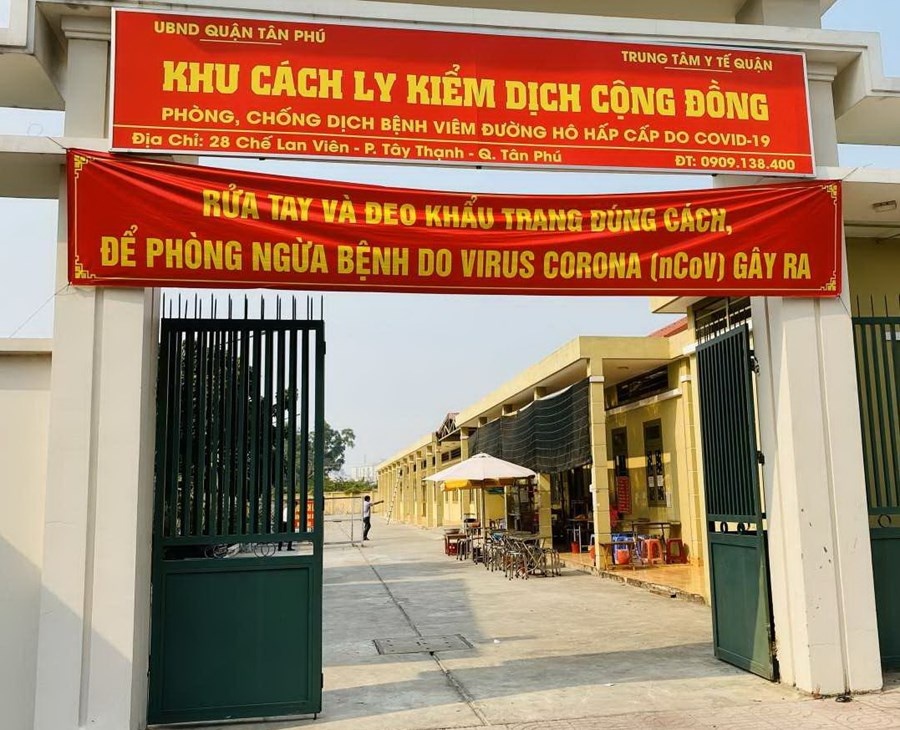 UBND QUẬN TÂN PHÚ
TRUNG TÂM Y TẾ QUẬN
KHU CÁCH LY KIỂM DỊCH CỘNG ĐỒNG
PHÒNG, CHỐNG DỊCH BỆNH VIÊM ĐƯỜNG HÔ HẤP CẤP DO COVID-19
Địa Chỉ: 28 Chế Lan Viên - P. Tây Thạnh - Q. Tân Phú
ĐT: 0909.138.400
RỬA TAY VÀ ĐEO KHẨU TRANG ĐÚNG CÁCH,
ĐỂ PHÒNG NGỪA BỆNH DO VIRUS CORONA (nCoV) GÂY RA